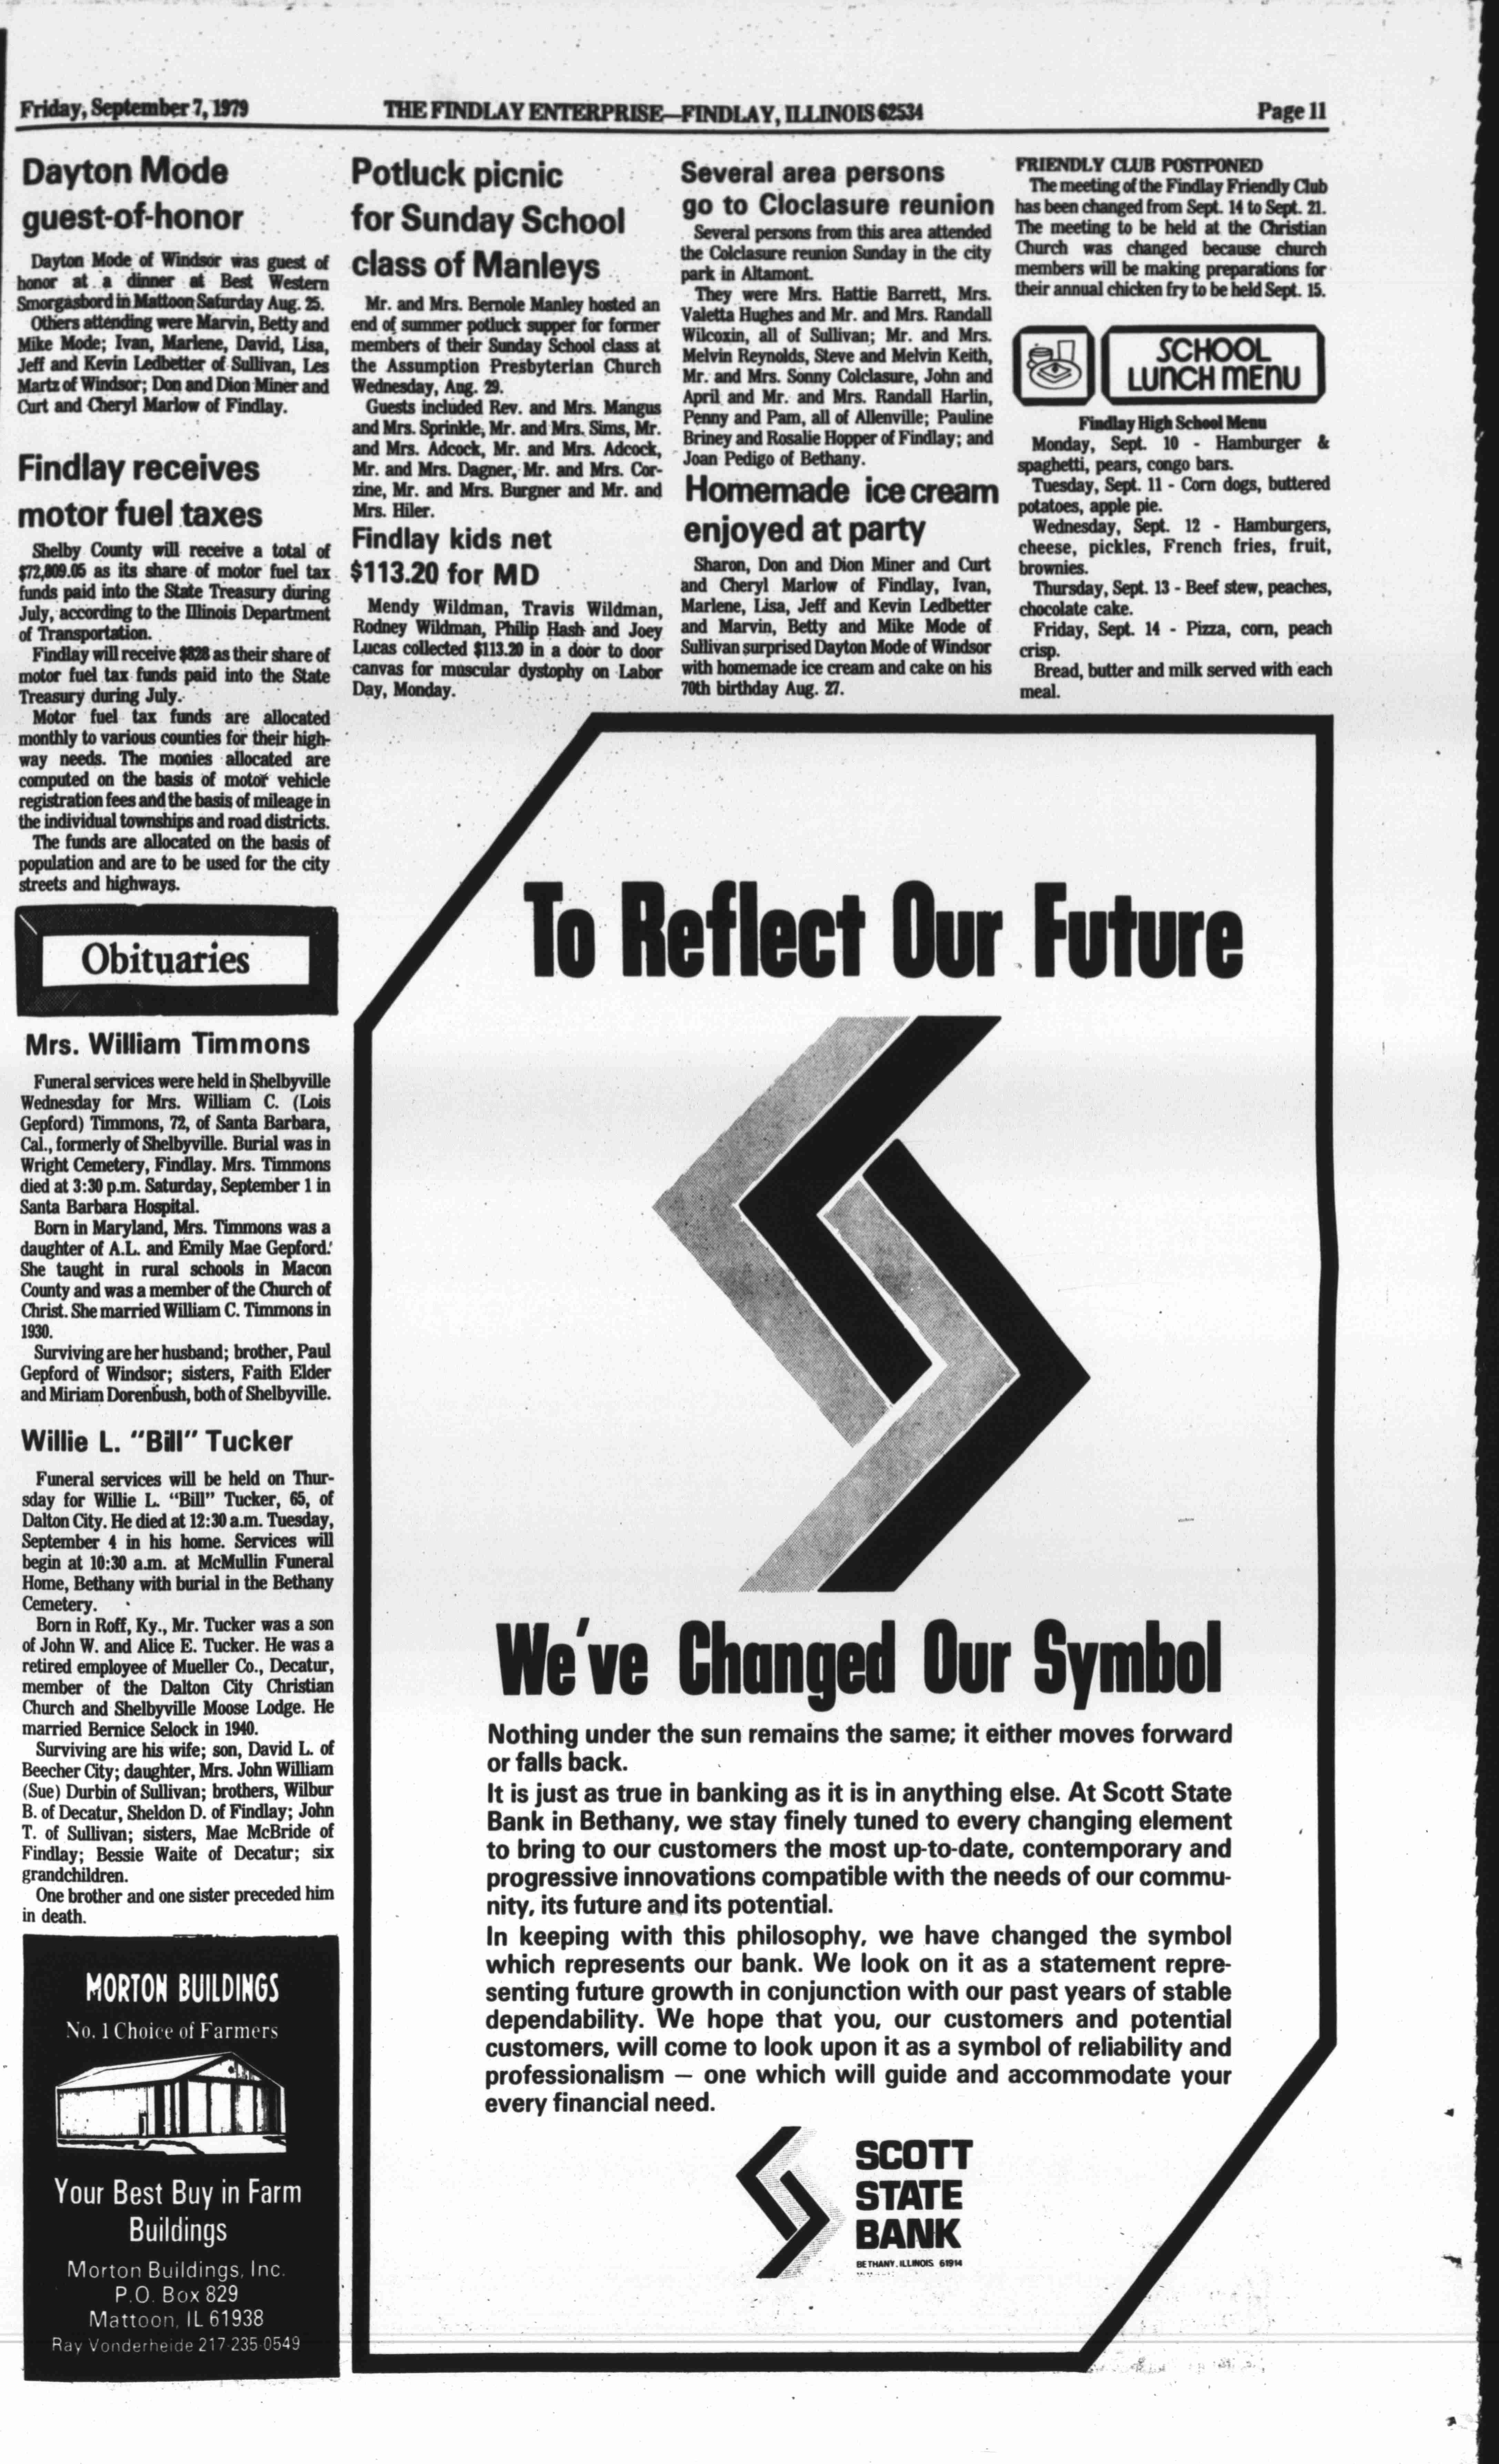 Friday, September 7, 1979
THE FINDLAY ENTERPRISE—FINDLAY, ILLINOIS 62534
Page 11
Dayton Mode
guest-of-honor
Dayton Mode of Windsor was guest of
honor at a dinner at Best Western
Smorgasbord in Mattoon Saturday Aug. 25.
Others attending were Marvin, Betty and
Mike Mode; Ivan, Marlene, David, Lisa,
Jeff and Kevin Ledbetter of Sullivan, Les
Martz of Windsor; Don and Dion Miner and
Curt and Cheryl Marlow of Findlay.
Findlay receives
motor fuel taxes
Shelby County will receive a total of
$72,809.05 as its share of motor fuel tax
funds paid into the State Treasury during
July, according to the Illinois Department
of Transportation.
Findlay will receive $828 as their share of
motor fuel tax funds paid into the State
Treasury during July.
Motor fuel tax funds are allocated
monthly to various counties for their high-
way needs. The monies allocated are
computed on the basis of motor vehicle
registration fees and the basis of mileage in
the individual townships and road districts.
The funds are allocated on the basis of
population and are to be used for the city
streets and highways.
Obituaries
Mrs. William Timmons
Funeral services were held in Shelbyville
Wednesday for Mrs. William C. (Lois
Gepford) Timmons, 72, of Santa Barbara,
Cal., formerly of Shelbyville. Burial was in
Wright Cemetery, Findlay. Mrs. Timmons
died at 3:30 p.m. Saturday, September 1 in
Santa Barbara Hospital.
Born in Maryland, Mrs. Timmons was a
daughter of A.L. and Emily Mae Gepford.
She taught in rural schools in Macon
County and was a member of the Church of
Christ. She married William C. Timmons in
1930.
Surviving are her husband; brother, Paul
Gepford of Windsor; sisters, Faith Elder
and Miriam Dorenbush, both of Shelbyville.
Willie L. "Bill" Tucker
Funeral services will be held on Thur-
sday for Willie L. "Bill" Tucker, 65, of
Dalton City. He died at 12:30 a.m. Tuesday,
September 4 in his home. Services will
begin at 10:30 a.m. at McMullin Funeral
Home, Bethany with burial in the Bethany
Cemetery.
Born in Roff, Ky., Mr. Tucker was a son
of John W. and Alice E. Tucker. He was a
retired employee of Mueller Co., Decatur,
member of the Dalton City Christian
Church and Shelbyville Moose Lodge. He
married Bernice Selock in 1940.
Surviving are his wife; son, David L. of
Beecher City; daughter, Mrs. John William
(Sue) Durbin of Sullivan; brothers, Wilbur
B. of Decatur, Sheldon D. of Findlay; John
T. of Sullivan; sisters, Mae McBride of
Findlay; Bessie Waite of Decatur; six
grandchildren.
One brother and one sister preceded him
in death.
MORTON BUILDINGS
No. 1 Choice of Farmers
Your Best Buy in Farm
Buildings
Morton Buildings, Inc.
P.O. Box 829
Mattoon, IL 61938
Ray Vonderheide 217-235-0549
Potluck picnic
for Sunday School
class of Manleys
Mr. and Mrs. Bernole Manley hosted an
end of summer potluck supper for former
members of their Sunday School class at
the Assumption Presbyterian Church
Wednesday, Aug. 29.
Guests included Rev. and Mrs. Mangus
and Mrs. Sprinkle, Mr. and Mrs. Sims, Mr.
and Mrs. Adcock, Mr. and Mrs. Adcock,
Mr. and Mrs. Dagner, Mr. and Mrs. Cor-
zine, Mr. and Mrs. Burgner and Mr. and
Mrs. Hiler.
Findlay kids net
$113.20 for MD
Mendy Wildman, Travis Wildman,
Rodney Wildman, Philip Hash and Joey
Lucas collected $113.20 in a door to door
canvas for muscular dystophy on Labor
Day, Monday.
Several area persons
go to Cloclasure reunion
Several persons from this area attended
the Colclasure reunion Sunday in the city
park in Altamont.
They were Mrs. Hattie Barrett, Mrs.
Valetta Hughes and Mr. and Mrs. Randall
Wilcoxin, all of Sullivan; Mr. and Mrs.
Melvin Reynolds, Steve and Melvin Keith,
Mr. and Mrs. Sonny Colclasure, John and
April and Mr. and Mrs. Randall Harlin,
Penny and Pam, all of Allenville; Pauline
Briney and Rosalie Hopper of Findlay; and
Joan Pedigo of Bethany.
Homemade ice cream
enjoyed at party
Sharon, Don and Dion Miner and Curt
and Cheryl Marlow of Findlay, Ivan,
Marlene, Lisa, Jeff and Kevin Ledbetter
and Marvin, Betty and Mike Mode of
Sullivan surprised Dayton Mode of Windsor
with homemade ice cream and cake on his
70th birthday Aug. 27.
FRIENDLY CLUB POSTPONED
The meeting of the Findlay Friendly Club
has been changed from Sept. 14 to Sept. 21.
The meeting to be held at the Christian
Church was changed because church
members will be making preparations for
their annual chicken fry to be held Sept. 15.
SCHOOL
LUNCH MENU
Findlay High School Menu
Monday, Sept. 10 - Hamburger &
spaghetti, pears, congo bars.
Tuesday, Sept. 11 - Corn dogs, buttered
potatoes, apple pie.
Wednesday, Sept. 12 - Hamburgers,
cheese, pickles, French fries, fruit,
brownies.
Thursday, Sept. 13 - Beef stew, peaches,
chocolate cake.
Friday, Sept. 14 - Pizza, corn, peach
crisp.
Bread, butter and milk served with each
meal.
To Reflect Our Future
We've Changed Our Symbol
Nothing under the sun remains the same; it either moves forward
or falls back.
It is just as true in banking as it is in anything else. At Scott State
Bank in Bethany, we stay finely tuned to every changing element
to bring to our customers the most up-to-date, contemporary and
progressive innovations compatible with the needs of our commu-
nity, its future and its potential.
In keeping with this philosophy, we have changed the symbol
which represents our bank. We look on it as a statement repre-
senting future growth in conjunction with our past years of stable
dependability. We hope that you, our customers and potential
customers, will come to look upon it as a symbol of reliability and
professionalism — one which will guide and accommodate your
every financial need.
SCOTT
STATE
BANK
BETHANY, ILLINOIS 61914